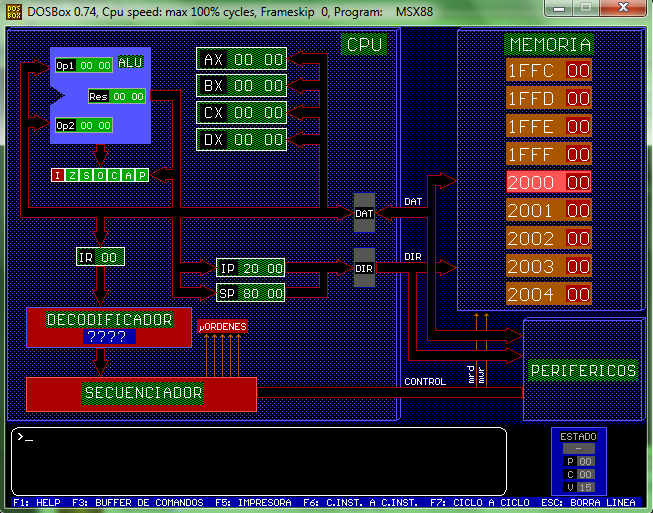 DOSBox 0.74, Cpu speed: max 100% cycles, Frameskip 0, Program: MSX88
CPU
MEMORIA
Op1 00 00 ALU
Res 00 00
Op2 00 00
I Z S O C A P
AX 00 00
BX 00 00
CX 00 00
DX 00 00
1FFC 00
1FFD 00
1FFE 00
1FFF 00
2000 00
2001 00
2002 00
2003 00
2004 00
DAT DAT
IR 00
IP 20 00
SP 80 00
DIR DIR
DECODIFICADOR
????
µORDENES
SECUENCIADOR
CONTROL
mrd
mwr
PERIFERICOS
>_
ESTADO
-
P 00
C 00
V 15
F1: HELP F3: BUFFER DE COMANDOS F5: IMPRESORA F6: C.INST. A C.INST. F7: CICLO A CICLO ESC: BORRA LINEA